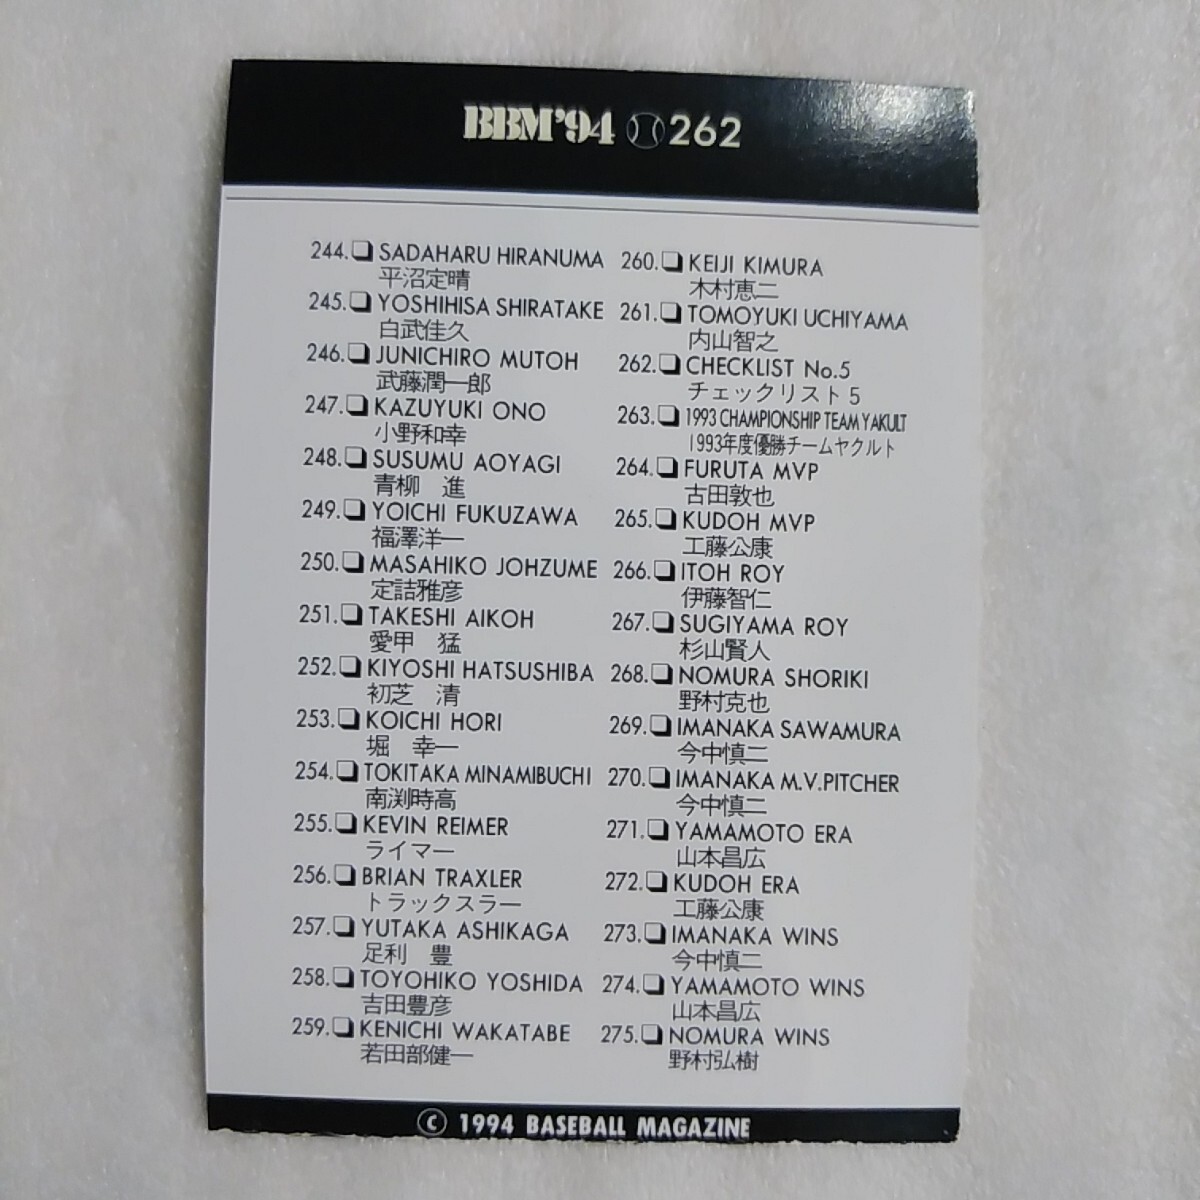 BBM'94 262
244. SADAHARU HIRANUMA
平沼定晴
245. YOSHIHISA SHIRATAKE
白武佳久
246. JUNICHIRO MUTOH
武藤潤一郎
247. KAZUYUKI ONO
小野和幸
248. SUSUMU AOYAGI
青柳　進
249. YOICHI FUKUZAWA
福澤洋一
250. MASAHIKO JOHZUME
定詰雅彦
251. TAKESHI AIKOH
愛甲　猛
252. KIYOSHI HATSUSHIBA
初芝　清
253. KOICHI HORI
堀　幸一
254. TOKITAKA MINAMIBUCHI
南渕時高
255. KEVIN REIMER
ライマー
256. BRIAN TRAXLER
トラックスラー
257. YUTAKA ASHIKAGA
足利　豊
258. TOYOHIKO YOSHIDA
吉田豊彦
259. KENICHI WAKATABE
若田部健一
260. KEIJI KIMURA
木村恵二
261. TOMOYUKI UCHIYAMA
内山智之
262. CHECKLIST No.5
チェックリスト5
263. 1993 CHAMPIONSHIP TEAM YAKULT
1993年度優勝チームヤクルト
264. FURUTA MVP
古田敦也
265. KUDOH MVP
工藤公康
266. ITOH ROY
伊藤智仁
267. SUGIYAMA ROY
杉山賢人
268. NOMURA SHORIKI
野村克也
269. IMANAKA SAWAMURA
今中慎二
270. IMANAKA M.V.PITCHER
今中慎二
271. YAMAMOTO ERA
山本昌広
272. KUDOH ERA
工藤公康
273. IMANAKA WINS
今中慎二
274. YAMAMOTO WINS
山本昌広
275. NOMURA WINS
野村弘樹
© 1994 BASEBALL MAGAZINE